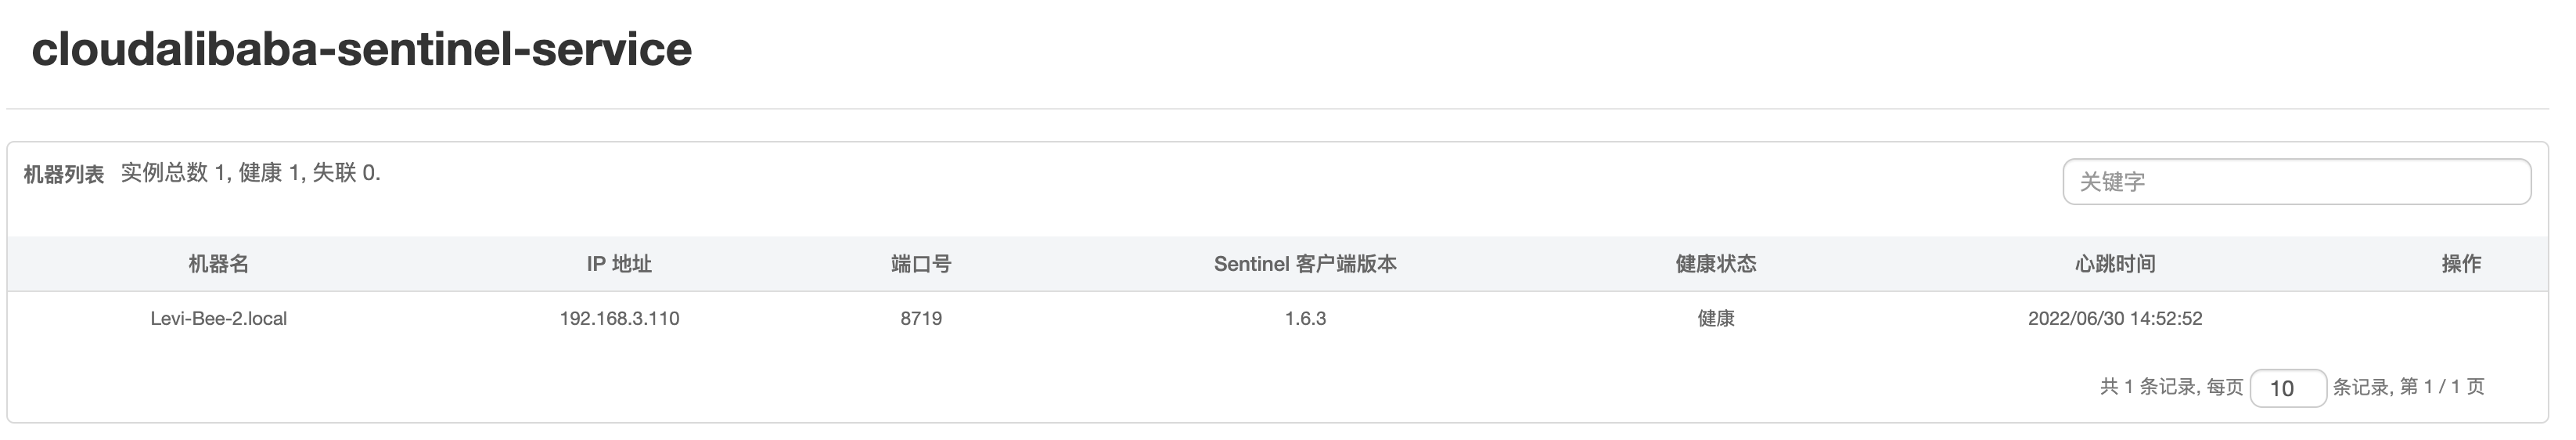 cloudalibaba-sentinel-service
机器列表 实例总数 1, 健康 1, 失联 0.
关键字
机器名 IP 地址 端口号 Sentinel 客户端版本 健康状态 心跳时间 操作
Levi-Bee-2.local 192.168.3.110 8719 1.6.3 健康 2022/06/30 14:52:52
共 1 条记录, 每页 10 条记录, 第 1 / 1 页